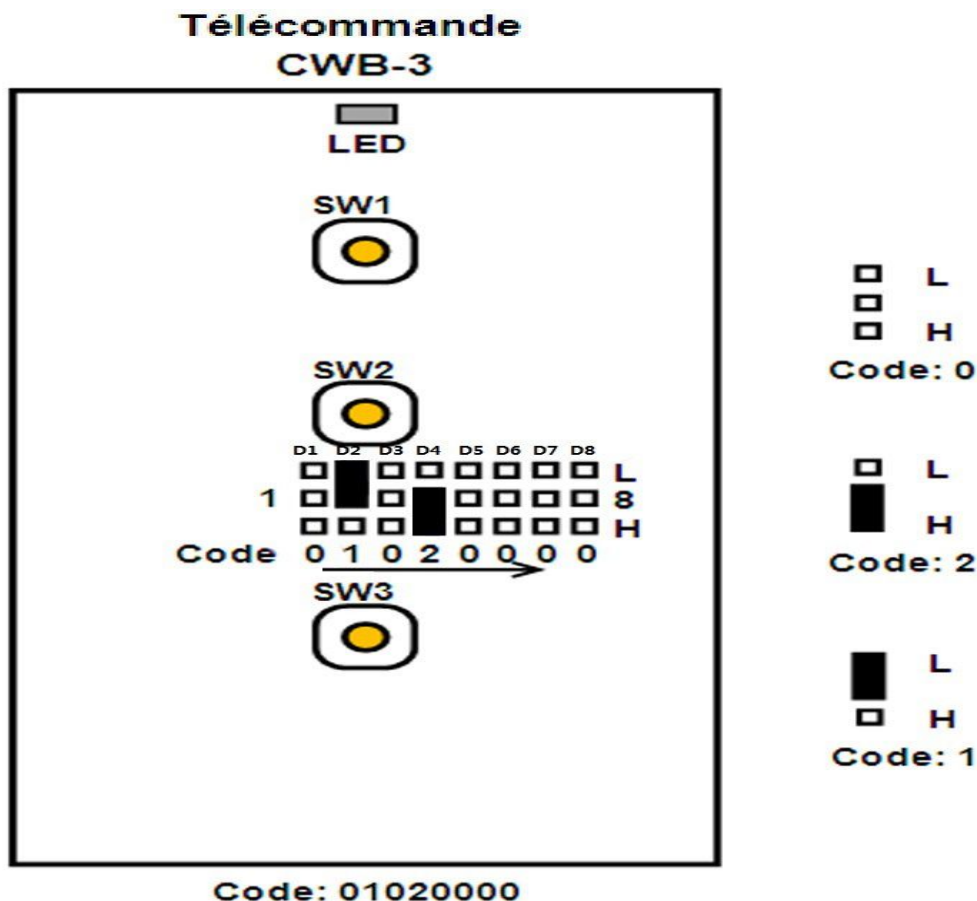 Télécommande
CWB-3
LED
SW1
SW2
D1 D2 D3 D4 D5 D6 D7 D8
L
1 8
H
Code 0 1 0 2 0 0 0 0
SW3
Code: 01020000
L
H
Code: 0
L
H
Code: 2
L
H
Code: 1